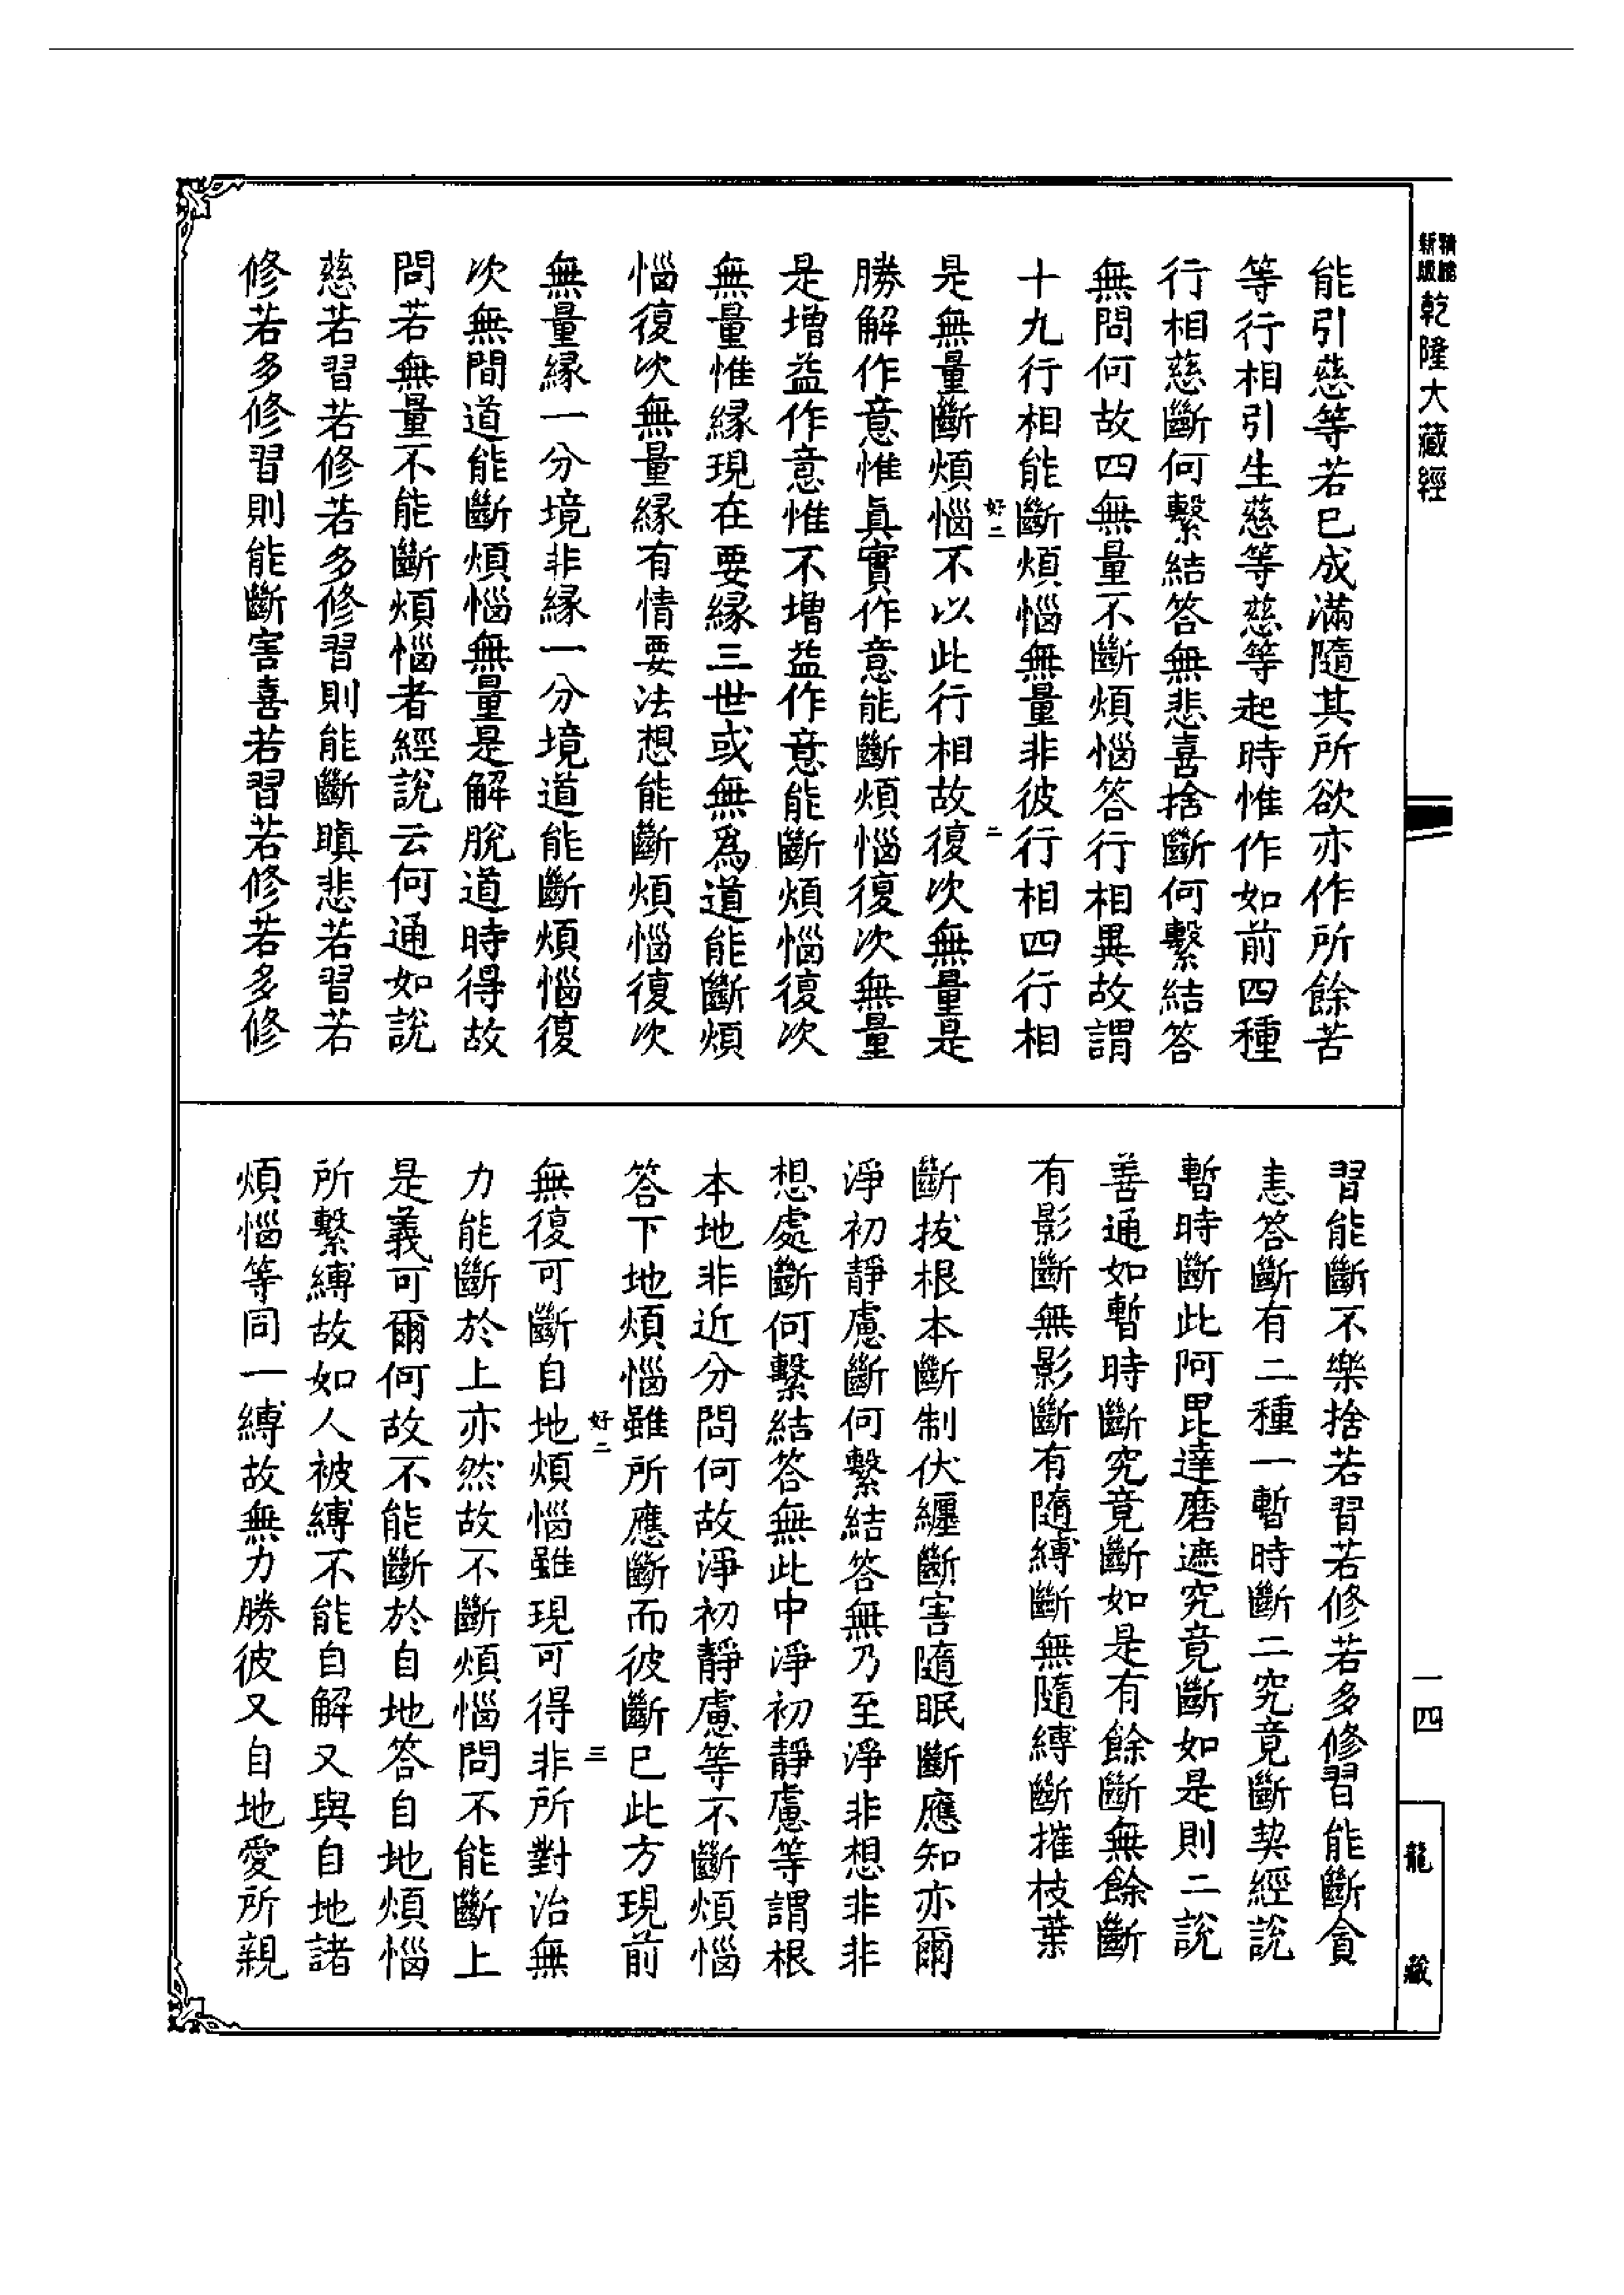 精縮
新版
乾隆大藏經
能引慈等若已成滿隨其所欲亦作所餘苦
等行相引生慈等慈等起時惟作如前四種
行相慈斷何繫結答無悲喜捨斷何繫結答
無問何故四無量不斷煩惱答行相異故謂
十九行相能斷煩惱無量非彼行相四行相
好二
二
是無量斷煩惱不以此行相故復次無量是
勝解作意惟眞實作意能斷煩惱復次無量
是增益作意惟不增益作意能斷煩惱復次
無量惟緣現在要緣三世或無爲道能斷煩
惱復次無量緣有情要法想能斷煩惱復次
無量緣一分境非緣一分境道能斷煩惱復
次無間道能斷煩惱無量是解脫道時得故
問若無量不能斷煩惱者經說云何通如說
慈若習若修若多修習則能斷瞋悲若習若
修若多修習則能斷害喜若習若修若多修
習能斷不樂捨若習若修若多修習能斷貪
恚答斷有二種一暫時斷二究竟斷契經說
暫時斷此阿毘達磨遮究竟斷如是則二說
善通如暫時斷究竟斷如是有餘斷無餘斷
有影斷無影斷有隨縛斷無隨縛斷摧枝葉
斷拔根本斷制伏纏斷害隨眠斷應知亦爾
淨初靜慮斷何繫結答無乃至淨非想非非
想處斷何繫結答無此中淨初靜慮等謂根
本地非近分問何故淨初靜慮等不斷煩惱
答下地煩惱雖所應斷而彼斷已此方現前
好二
三
無復可斷自地煩惱雖現可得非所對治無
力能斷於上亦然故不斷煩惱問不能斷上
是義可爾何故不能斷於自地答自地煩惱
所繫縛故如人被縛不能自解又與自地諸
煩惱等同一縛故無力勝彼又自地愛所親
一四
龍藏